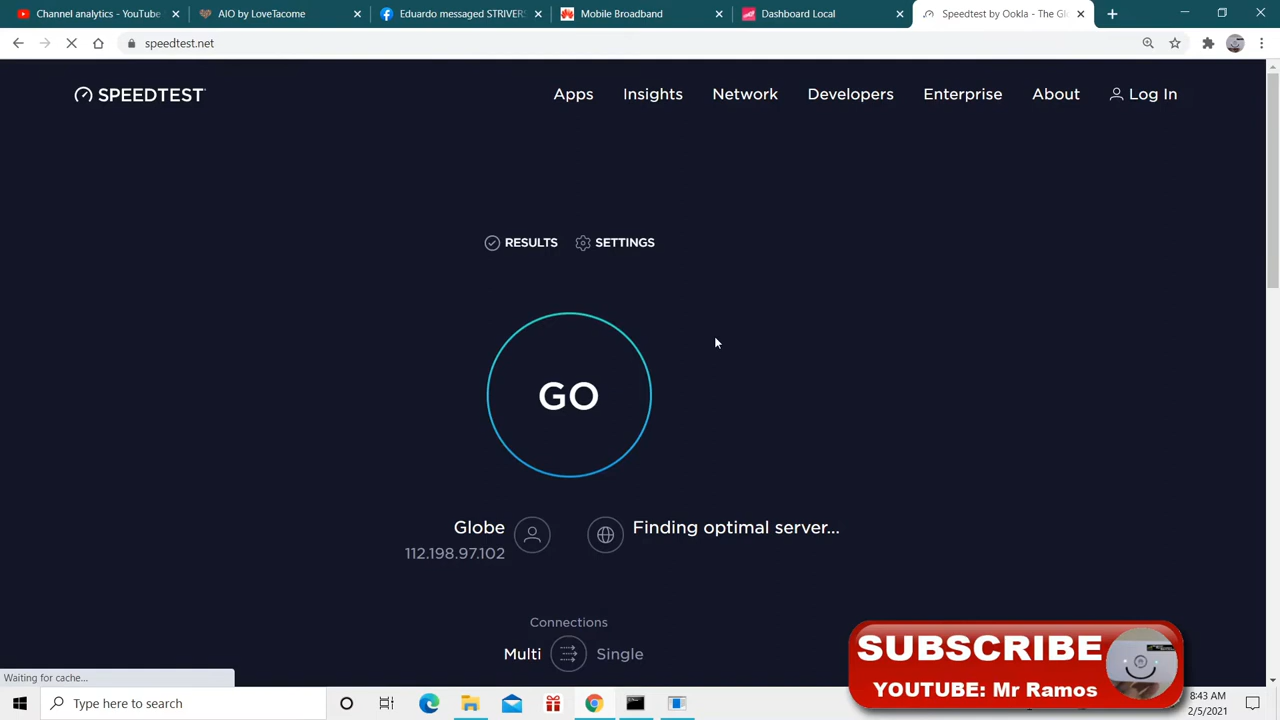 Channel analytics - YouTube
AIO by LoveTacome
Eduardo messaged STRIVERS
Mobile Broadband
Dashboard Local
Speedtest by Ookla - The Gl
speedtest.net
SPEEDTEST
Apps
Insights
Network
Developers
Enterprise
About
Log In
RESULTS
SETTINGS
GO
Globe
112.198.97.102
Finding optimal server...
Connections
Multi
Single
SUBSCRIBE
YOUTUBE: Mr Ramos
Waiting for cache...
Type here to search
8:43 AM
2/5/2021